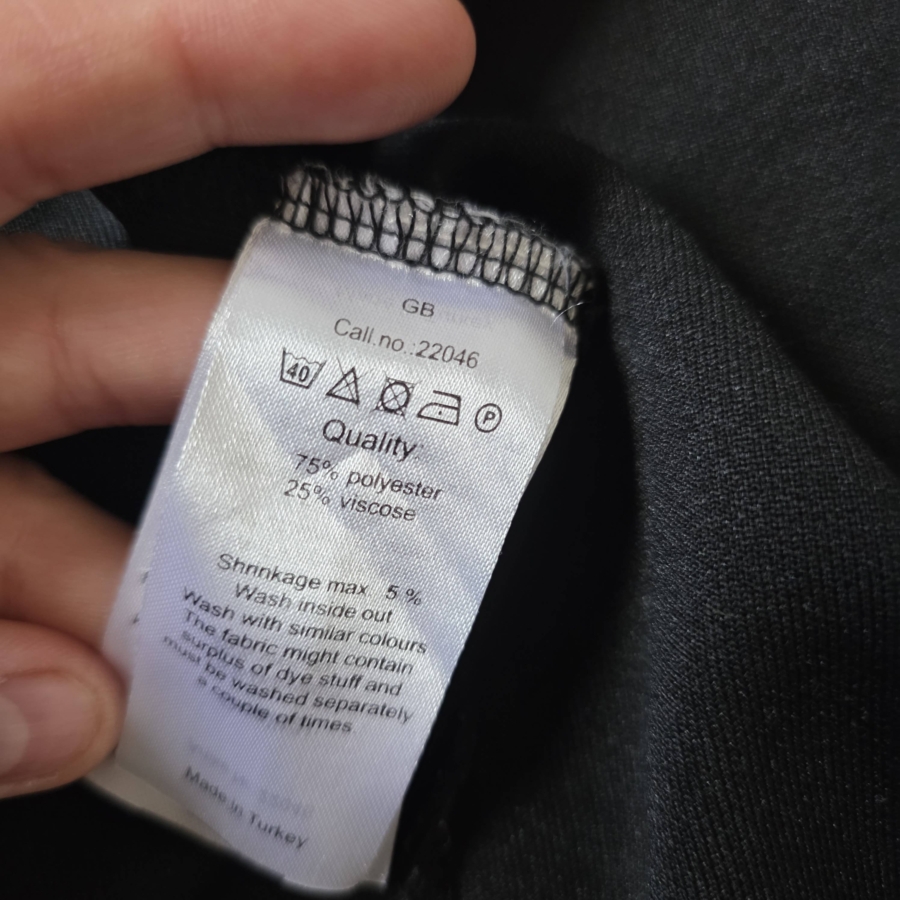 GB
Call.no.:22046
40
P
Quality
75% polyester
25% viscose
Shrinkage max 5 %
Wash inside out
Wash with similar colours
The fabric might contain
surplus of dye stuff and
must be washed separately
a couple of times
Made in Turkey